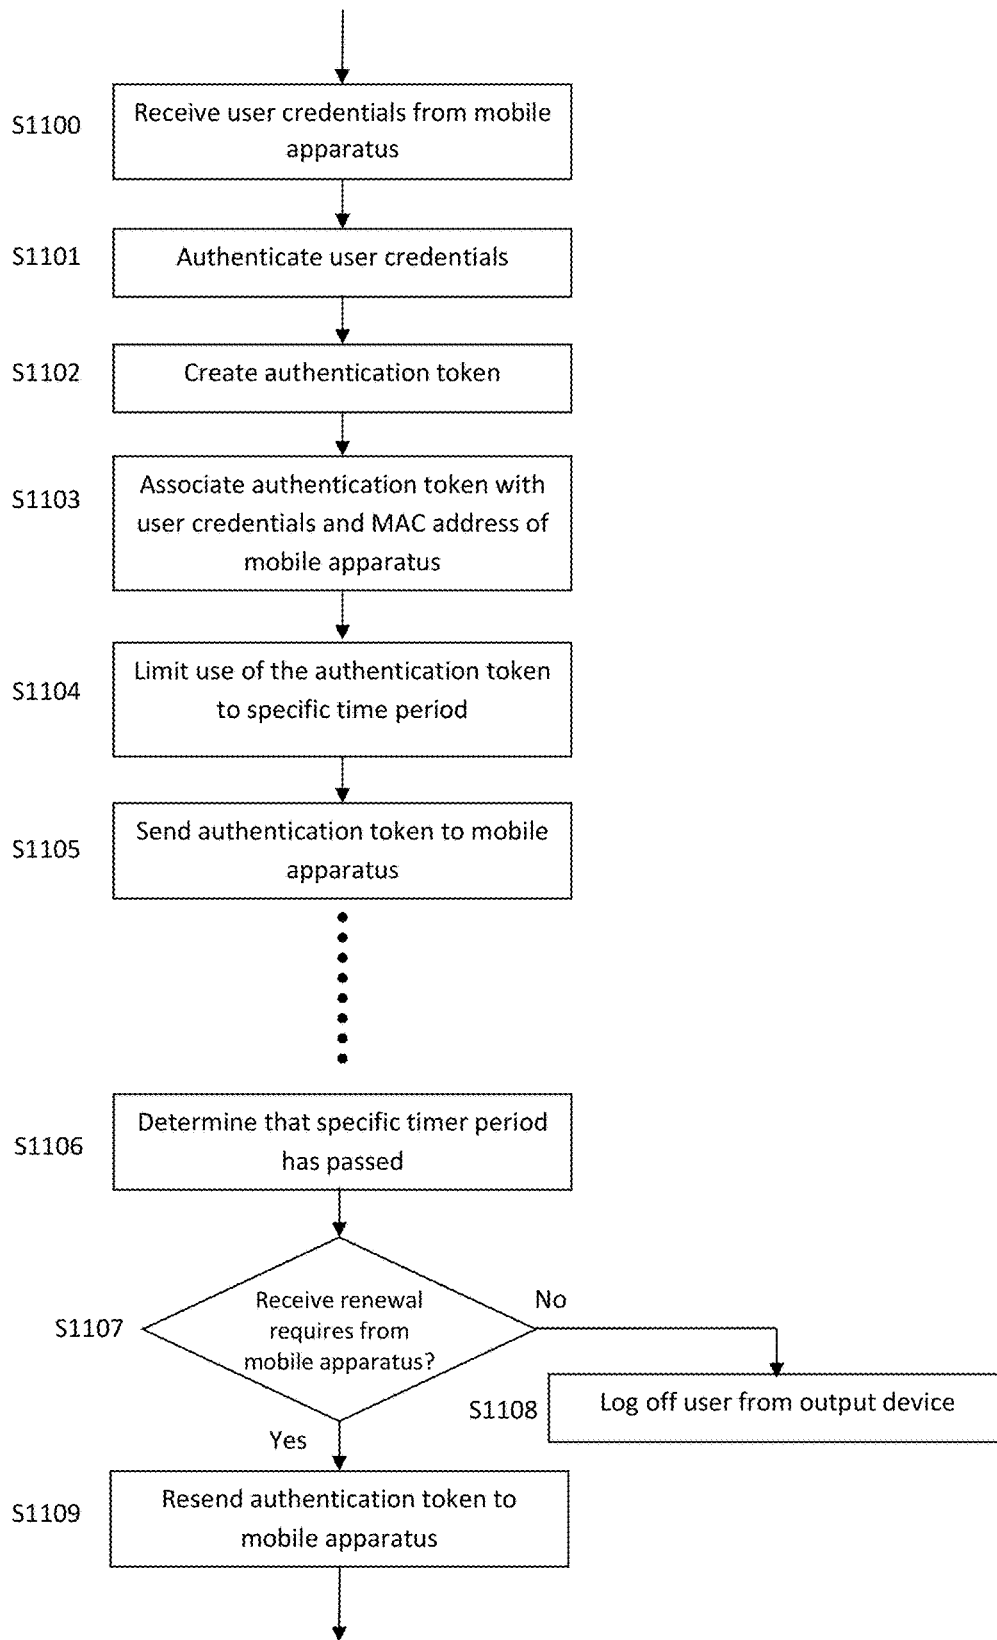 S1100
Receive user credentials from mobile
apparatus
S1101
Authenticate user credentials
S1102
Create authentication token
S1103
Associate authentication token with
user credentials and MAC address of
mobile apparatus
S1104
Limit use of the authentication token
to specific time period
S1105
Send authentication token to mobile
apparatus
S1106
Determine that specific timer period
has passed
S1107
Receive renewal
requires from
mobile apparatus?
No
S1108
Log off user from output device
Yes
S1109
Resend authentication token to
mobile apparatus